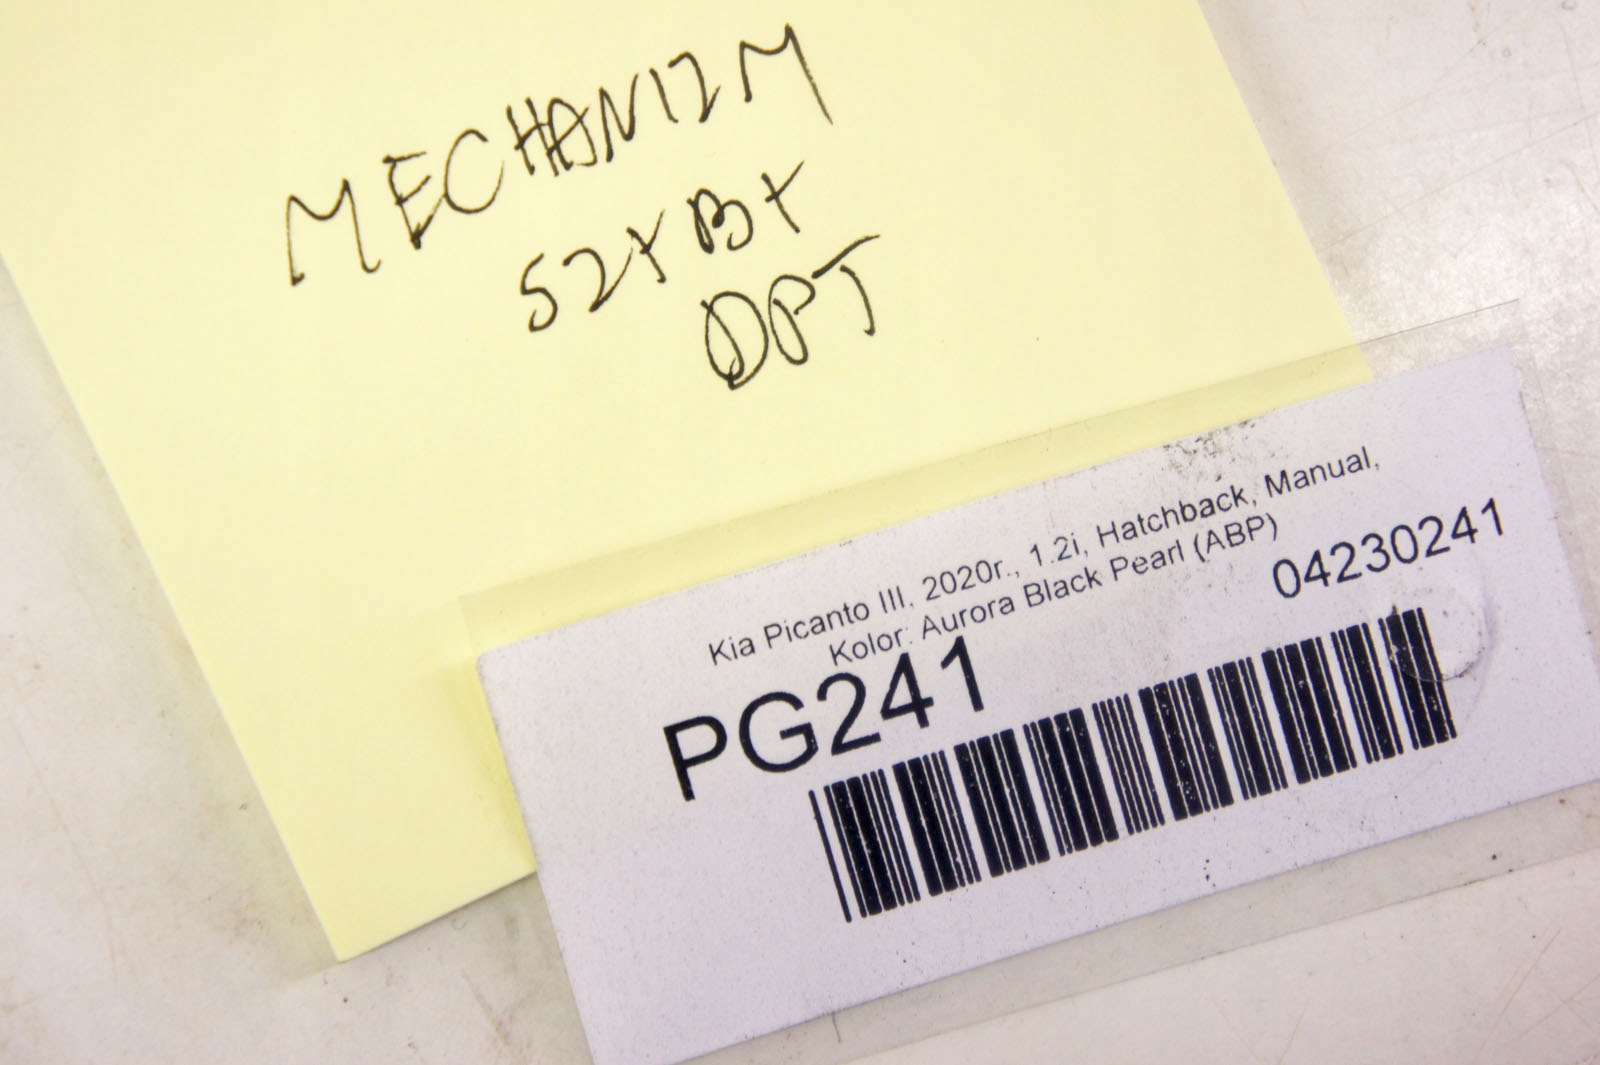 MECHANIZM
SZYBY
DPT
Kia Picanto III, 2020r., 1.2i, Hatchback, Manual,
Kolor: Aurora Black Pearl (ABP)
04230241
PG241